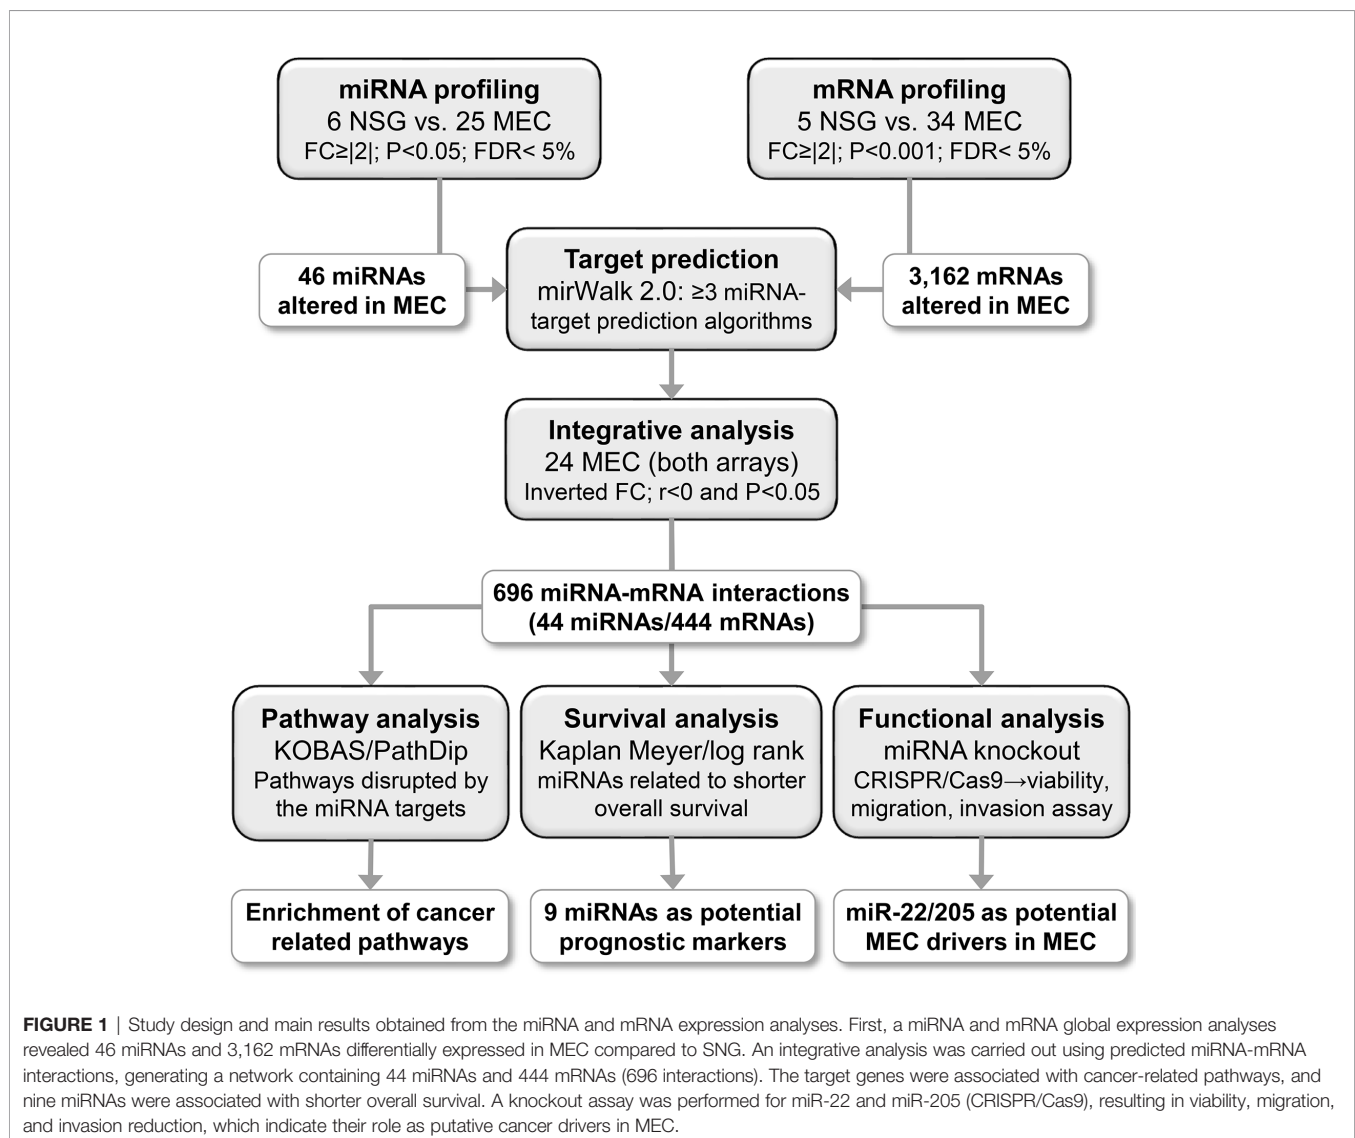 miRNA profiling
6 NSG vs. 25 MEC
FC≥|2|; P<0.05; FDR< 5%
mRNA profiling
5 NSG vs. 34 MEC
FC≥|2|; P<0.001; FDR< 5%
46 miRNAs
altered in MEC
Target prediction
mirWalk 2.0: ≥3 miRNA-
target prediction algorithms
3,162 mRNAs
altered in MEC
Integrative analysis
24 MEC (both arrays)
Inverted FC; r<0 and P<0.05
696 miRNA-mRNA interactions
(44 miRNAs/444 mRNAs)
Pathway analysis
KOBAS/PathDip
Pathways disrupted by
the miRNA targets
Survival analysis
Kaplan Meyer/log rank
miRNAs related to shorter
overall survival
Functional analysis
miRNA knockout
CRISPR/Cas9→viability,
migration, invasion assay
Enrichment of cancer
related pathways
9 miRNAs as potential
prognostic markers
miR-22/205 as potential
MEC drivers in MEC
FIGURE 1 | Study design and main results obtained from the miRNA and mRNA expression analyses. First, a miRNA and mRNA global expression analyses
revealed 46 miRNAs and 3,162 mRNAs differentially expressed in MEC compared to SNG. An integrative analysis was carried out using predicted miRNA-mRNA
interactions, generating a network containing 44 miRNAs and 444 mRNAs (696 interactions). The target genes were associated with cancer-related pathways, and
nine miRNAs were associated with shorter overall survival. A knockout assay was performed for miR-22 and miR-205 (CRISPR/Cas9), resulting in viability, migration,
and invasion reduction, which indicate their role as putative cancer drivers in MEC.